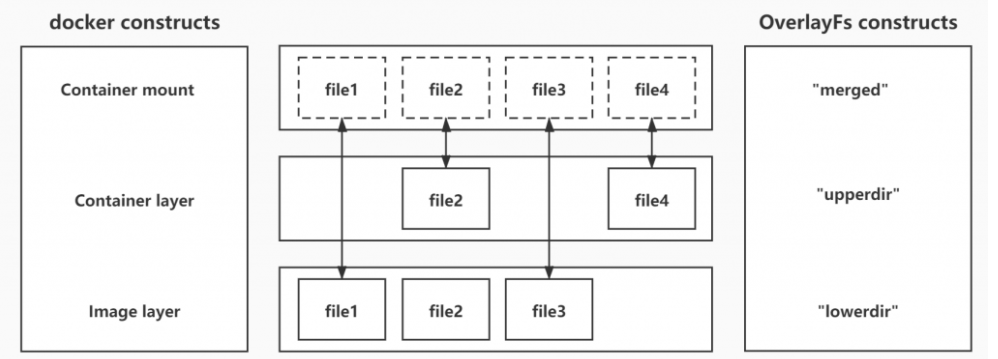 docker constructs
OverlayFs constructs
Container mount
file1 file2 file3 file4
"merged"
Container layer
file2 file4
"upperdir"
Image layer
file1 file2 file3
"lowerdir"